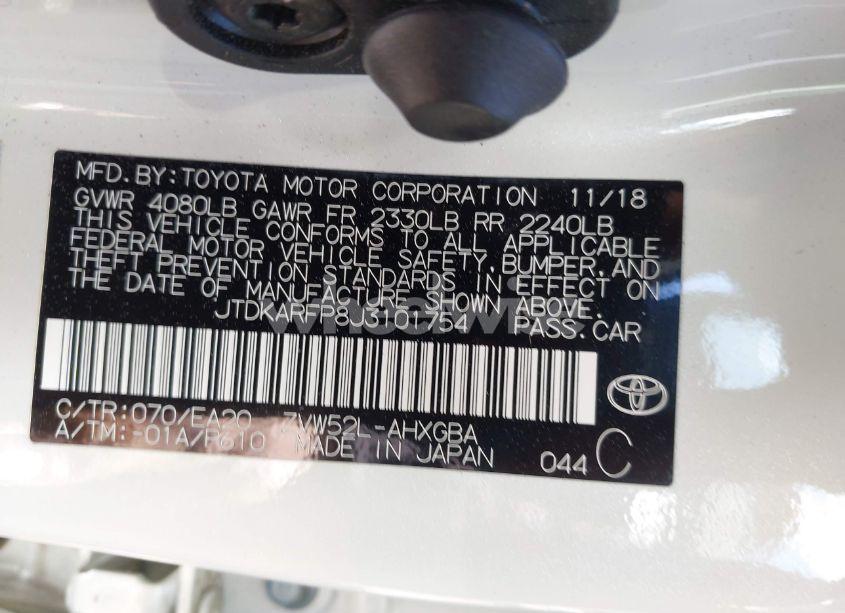 MFD.BY:TOYOTA MOTOR CORPORATION 11/18
GVWR 4080LB GAWR FR 2330LB RR 2240LB
THIS VEHICLE CONFORMS TO ALL APPLICABLE
FEDERAL MOTOR VEHICLE SAFETY,BUMPER,AND
THEFT PREVENTION STANDARDS IN EFFECT ON
THE DATE OF MANUFACTURE SHOWN ABOVE.
JTDKARFP8J3101754 PASS.CAR
C/TR:070/EA20 ZVW52L-AHXGBA
A/TM:-01A/P610 MADE IN JAPAN
044 C